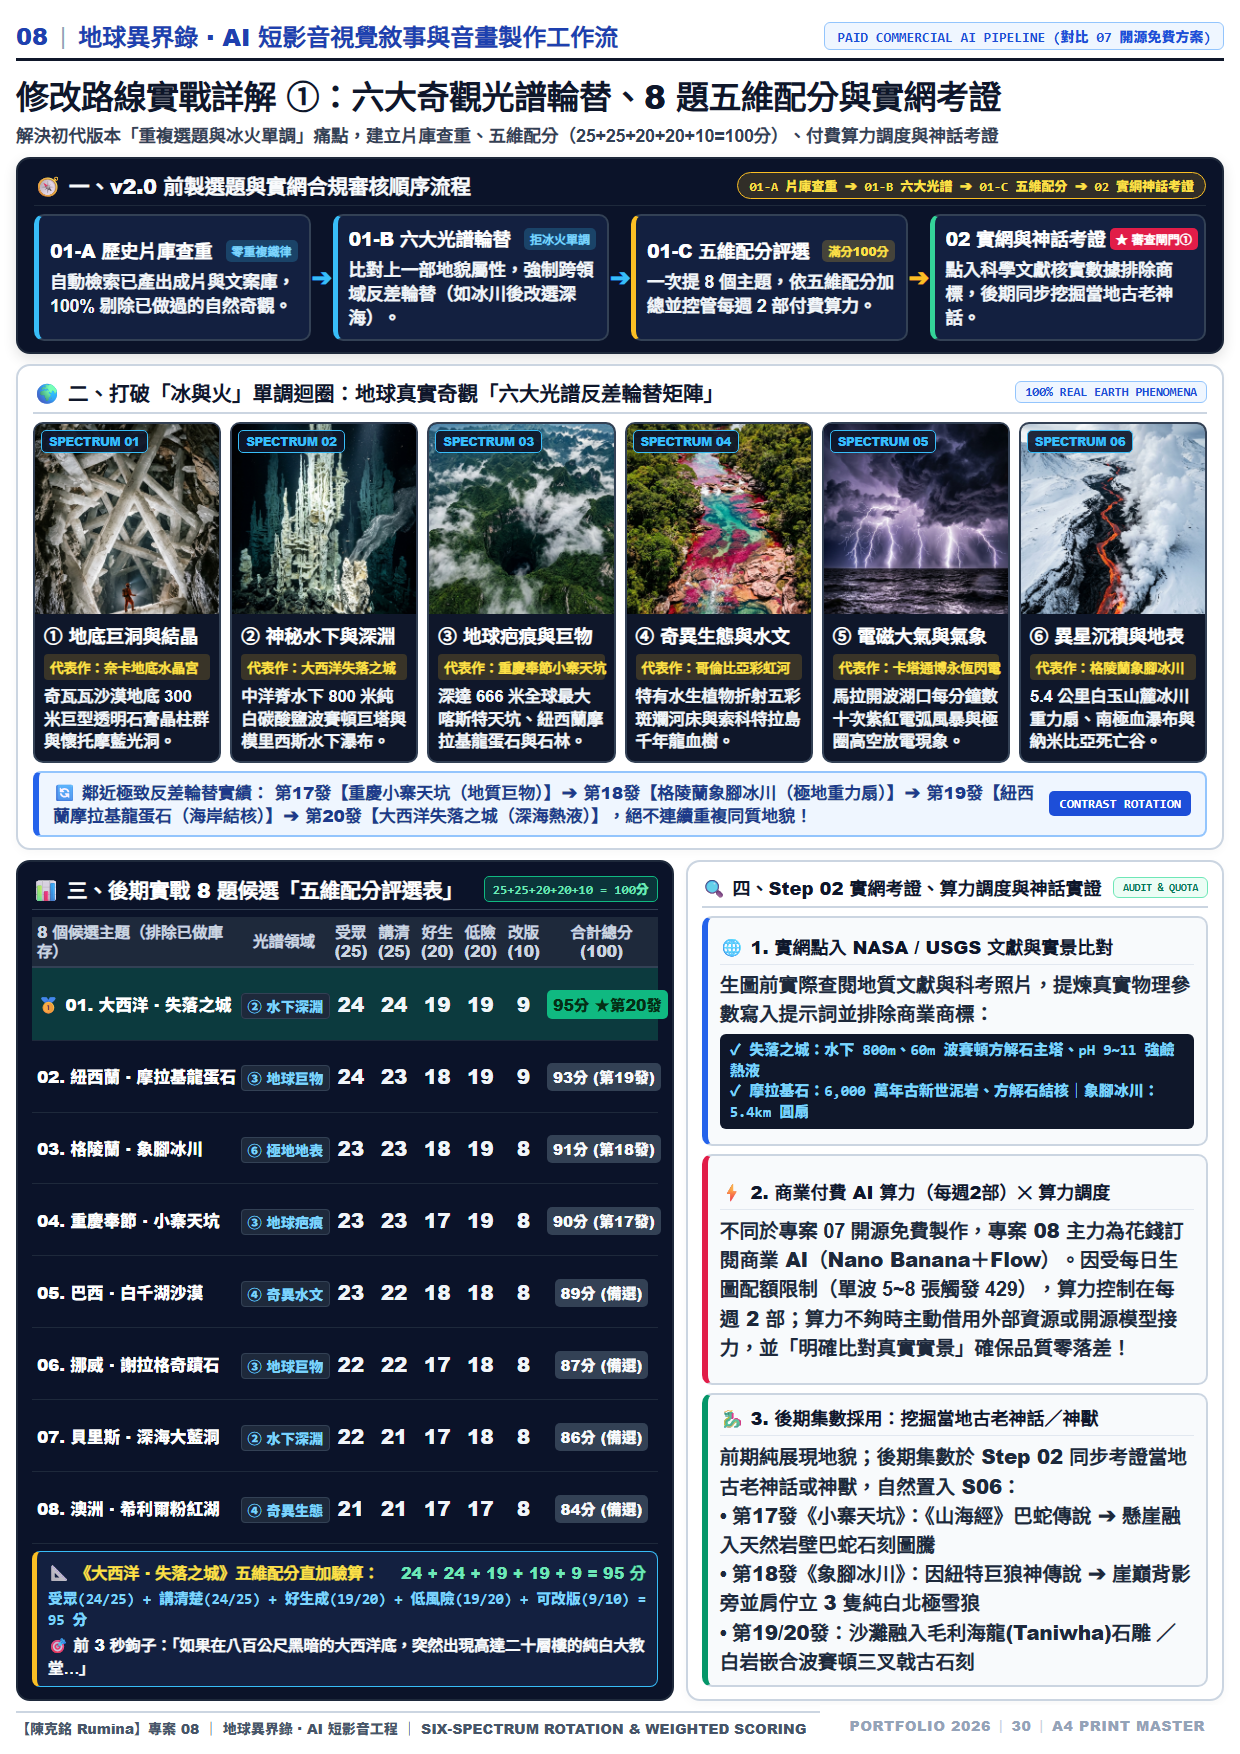 08 | 地球異界錄 · AI 短影音視覺敘事與音畫製作工作流
PAID COMMERCIAL AI PIPELINE (對比 07 開源免費方案)
修改路線實戰詳解 ①：六大奇觀光譜輪替、8 題五維配分與實網考證
解決初代版本「重複選題與冰火單調」痛點，建立片庫查重、五維配分（25+25+20+20+10=100分）、付費算力調度與神話考證
🧭 一、v2.0 前製選題與實網合規審核順序流程
01-A 片庫查重 ➔ 01-B 六大光譜 ➔ 01-C 五維配分 ➔ 02 實網神話考證
01-A 歷史片庫查重 零重複鐵律
自動檢索已產出成片與文案庫，
100% 剔除已做過的自然奇觀。
➔
01-B 六大光譜輪替 拒冰火單調
比對上一部地貌屬性，強制跨領
域反差輪替（如冰川後改選深
海）。
➔
01-C 五維配分評選 滿分100分
一次提 8 個主題，依五維配分加
總並控管每週 2 部付費算力。
➔
02 實網與神話考證 ★ 審查閘門①
點入科學文獻核實數據排除商
標，後期同步挖掘當地古老神
話。
🌍 二、打破「冰與火」單調迴圈：地球真實奇觀「六大光譜反差輪替矩陣」
100% REAL EARTH PHENOMENA
SPECTRUM 01
① 地底巨洞與結晶
代表作：奈卡地底水晶宮
奇瓦瓦沙漠地底 300
米巨型透明石膏晶柱群
與懷托摩藍光洞。
SPECTRUM 02
② 神秘水下與深淵
代表作：大西洋失落之城
中洋脊水下 800 米純
白碳酸鹽波賽頓巨塔與
模里西斯水下瀑布。
SPECTRUM 03
③ 地球疤痕與巨物
代表作：重慶奉節小寨天坑
深達 666 米全球最大
喀斯特天坑、紐西蘭摩
拉基龍蛋石與石林。
SPECTRUM 04
④ 奇異生態與水文
代表作：哥倫比亞彩虹河
特有水生植物折射五彩
斑斕河床與索科特拉島
千年龍血樹。
SPECTRUM 05
⑤ 電磁大氣與氣象
代表作：卡塔通博永恆閃電
馬拉開波湖口每分鐘數
十次紫紅電弧風暴與極
圈高空放電現象。
SPECTRUM 06
⑥ 異星沉積與地表
代表作：格陵蘭象腳冰川
5.4 公里白玉山麓冰川
重力扇、南極血瀑布與
納米比亞死亡谷。
🔄 鄰近極致反差輪替實績： 第17發【重慶小寨天坑（地質巨物）】➔ 第18發【格陵蘭象腳冰川（極地重力扇）】➔ 第19發【紐西
蘭摩拉基龍蛋石（海岸結核）】➔ 第20發【大西洋失落之城（深海熱液）】，絕不連續重複同質地貌！
CONTRAST ROTATION
📊 三、後期實戰 8 題候選「五維配分評選表」
25+25+20+20+10 = 100分
8 個候選主題（排除已做庫存） 光譜領域 受眾(25) 講清(25) 好生(20) 低險(20) 改版(10) 合計總分(100)
🥇 01. 大西洋 · 失落之城 ② 水下深淵 24 24 19 19 9 95分 ★第20發
02. 紐西蘭 · 摩拉基龍蛋石 ③ 地球巨物 24 23 18 19 9 93分 (第19發)
03. 格陵蘭 · 象腳冰川 ⑥ 極地地表 23 23 18 19 8 91分 (第18發)
04. 重慶奉節 · 小寨天坑 ③ 地球疤痕 23 23 17 19 8 90分 (第17發)
05. 巴西 · 白千湖沙漠 ④ 奇異水文 23 22 18 18 8 89分 (備選)
06. 挪威 · 謝拉格奇蹟石 ③ 地球巨物 22 22 17 18 8 87分 (備選)
07. 貝里斯 · 深海大藍洞 ② 水下深淵 22 21 17 18 8 86分 (備選)
08. 澳洲 · 希利爾粉紅湖 ④ 奇異生態 21 21 17 17 8 84分 (備選)
📐 《大西洋 · 失落之城》五維配分直加驗算： 24 + 24 + 19 + 19 + 9 = 95 分
受眾(24/25) + 講清楚(24/25) + 好生成(19/20) + 低風險(19/20) + 可改版(9/10) =
95 分
🎯 前 3 秒鉤子：「如果在八百公尺黑暗的大西洋底，突然出現高達二十層樓的純白大教
堂…」
🔍 四、Step 02 實網考證、算力調度與神話實證
AUDIT & QUOTA
🌐 1. 實網點入 NASA / USGS 文獻與實景比對
生圖前實際查閱地質文獻與科考照片，提煉真實物理參
數寫入提示詞並排除商業商標：
✓ 失落之城：水下 800m、60m 波賽頓方解石主塔、pH 9~11 強鹼
熱液
✓ 摩拉基石：6,000 萬年古新世泥岩、方解石結核｜象腳冰川：
5.4km 圓扇
⚡ 2. 商業付費 AI 算力（每週2部）╳ 算力調度
不同於專案 07 開源免費製作，專案 08 主力為花錢訂
閱商業 AI（Nano Banana＋Flow）。因受每日生
圖配額限制（單波 5~8 張觸發 429），算力控制在每
週 2 部；算力不夠時主動借用外部資源或開源模型接
力，並「明確比對真實實景」確保品質零落差！
🐉 3. 後期集數採用：挖掘當地古老神話／神獸
前期純展現地貌；後期集數於 Step 02 同步考證當地
古老神話或神獸，自然置入 S06：
• 第17發《小寨天坑》：《山海經》巴蛇傳說 ➔ 懸崖融
入天然岩壁巴蛇石刻圖騰
• 第18發《象腳冰川》：因紐特巨狼神傳說 ➔ 崖巔背影
旁並肩佇立 3 隻純白北極雪狼
• 第19/20發：沙灘融入毛利海龍(Taniwha)石雕 ／
白岩嵌合波賽頓三叉戟古石刻
【陳克銘 Rumina】專案 08 ｜ 地球異界錄 · AI 短影音工程 ｜ SIX-SPECTRUM ROTATION & WEIGHTED SCORING
PORTFOLIO 2026 | 30 | A4 PRINT MASTER